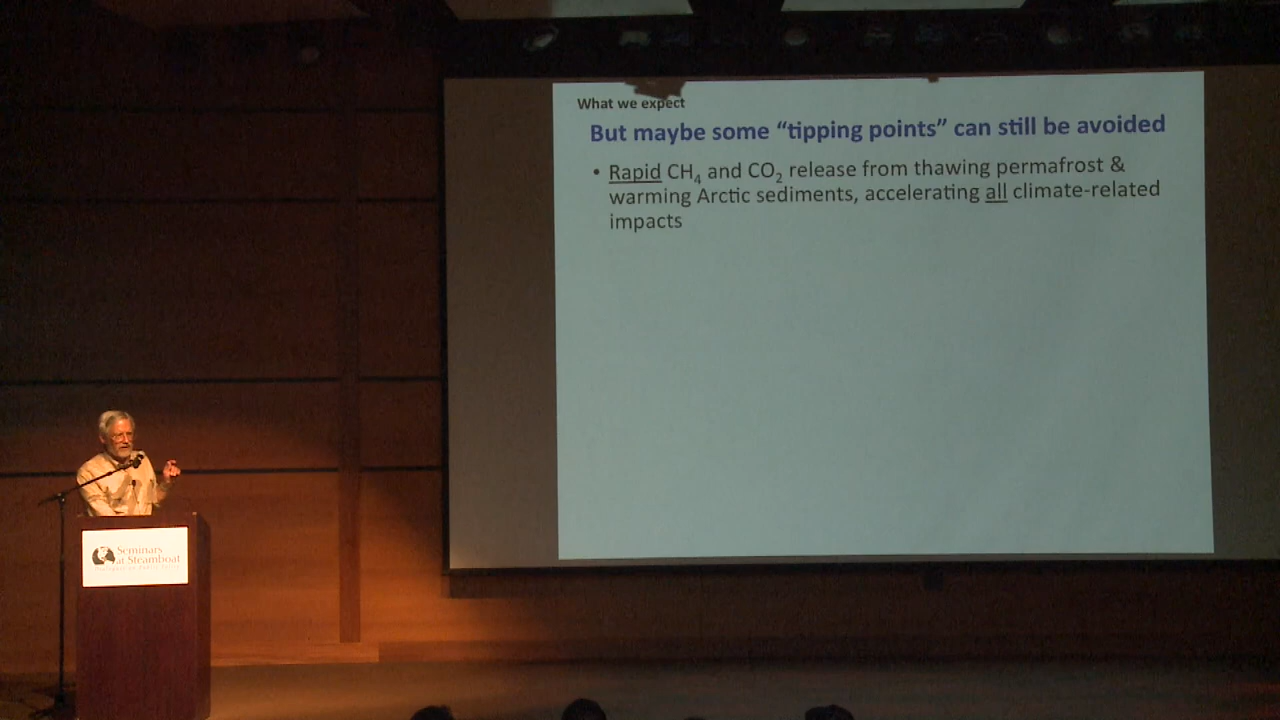 What we expect
But maybe some “tipping points” can still be avoided
• Rapid CH₄ and CO₂ release from thawing permafrost &
warming Arctic sediments, accelerating all climate-related
impacts
Seminars
at Steamboat